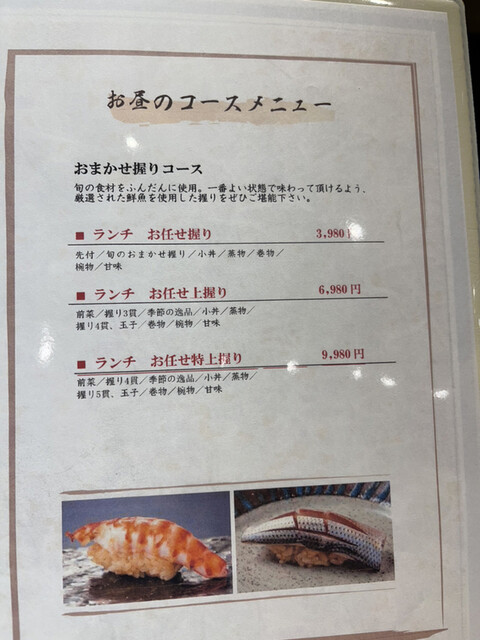 お昼のコースメニュー
おまかせ握りコース
旬の食材をふんだんに使用。一番よい状態で味わって頂けるよう、
厳選された鮮魚を使用した握りをぜひご堪能下さい。
■ ランチ お任せ握り 3,980円
先付／旬のおまかせ握り／小丼／蒸物／巻物／
椀物／甘味
■ ランチ お任せ上握り 6,980円
前菜／握り3貫／季節の逸品／小丼／蒸物／
握り4貫、玉子／巻物／椀物／甘味
■ ランチ お任せ特上握り 9,980円
前菜／握り4貫／季節の逸品／小丼／蒸物／
握り5貫、玉子／巻物／椀物／甘味